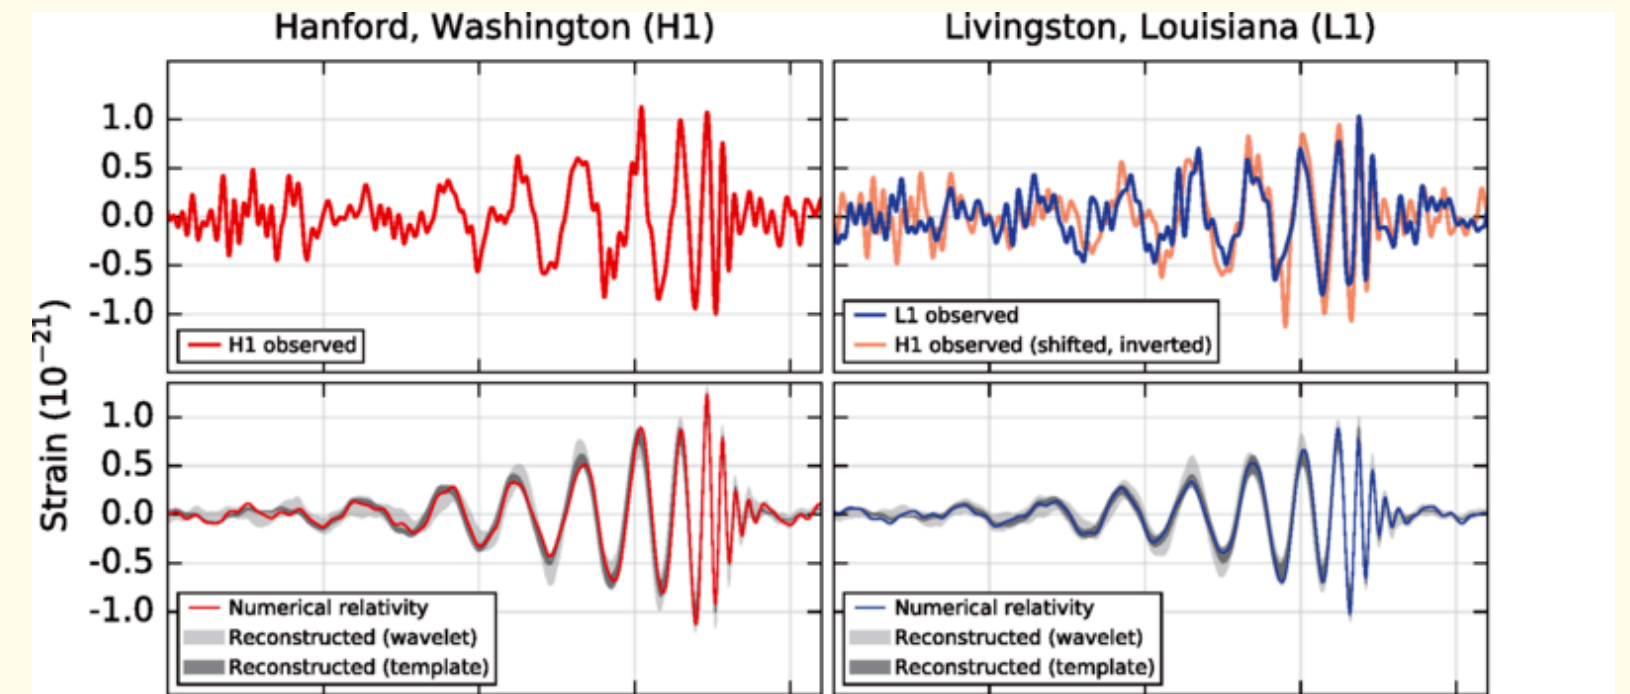 Hanford, Washington (H1)
Livingston, Louisiana (L1)
Strain (10⁻²¹)
1.0
0.5
0.0
-0.5
-1.0
H1 observed
L1 observed
H1 observed (shifted, inverted)
1.0
0.5
0.0
-0.5
-1.0
Numerical relativity
Reconstructed (wavelet)
Reconstructed (template)
Numerical relativity
Reconstructed (wavelet)
Reconstructed (template)